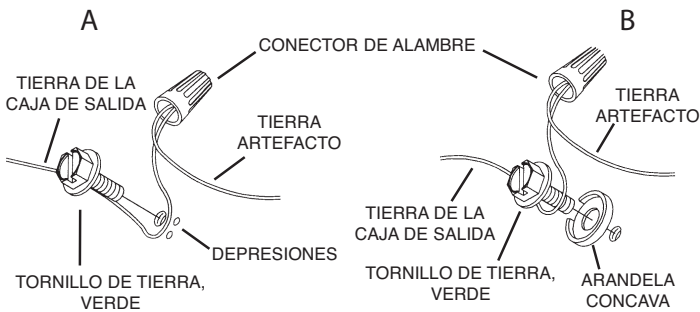 A
B
CONECTOR DE ALAMBRE
TIERRA DE LA
CAJA DE SALIDA
TIERRA
ARTEFACTO
DEPRESIONES
TORNILLO DE TIERRA,
VERDE
TIERRA
ARTEFACTO
TIERRA DE LA
CAJA DE SALIDA
TORNILLO DE TIERRA,
VERDE
ARANDELA
CONCAVA